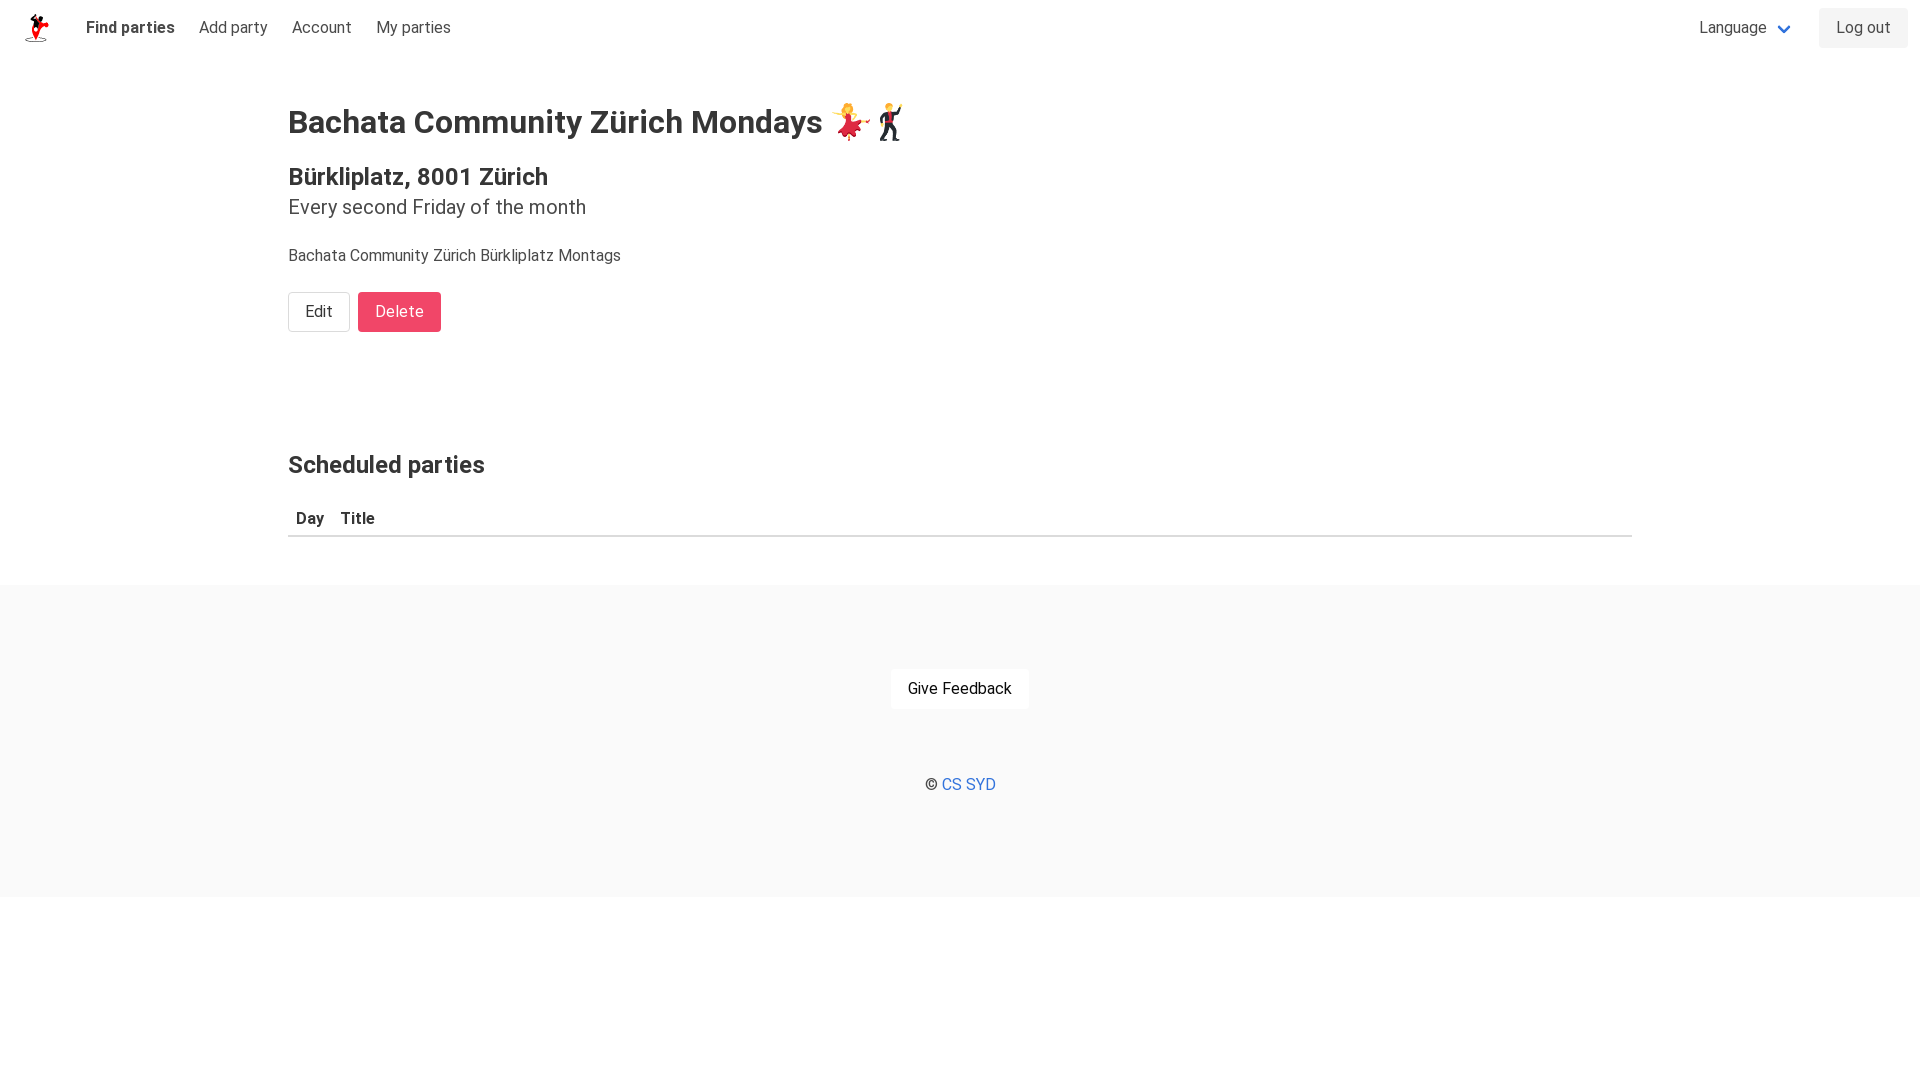 Find parties
Add party
Account
My parties
Language
Log out
Bachata Community Zürich Mondays 💃🕺
Bürkliplatz, 8001 Zürich
Every second Friday of the month
Bachata Community Zürich Bürkliplatz Montags
Edit
Delete
Scheduled parties
Day Title
Give Feedback
© CS SYD